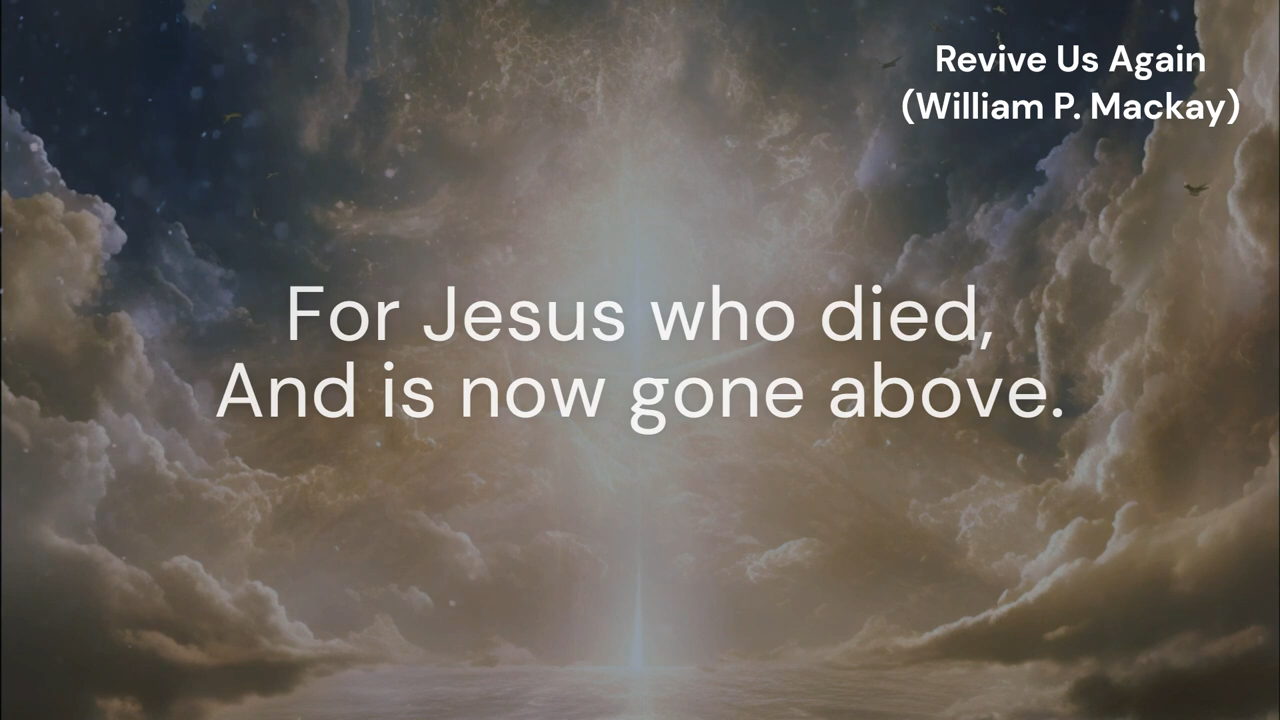 Revive Us Again
(William P. Mackay)
For Jesus who died,
And is now gone above.